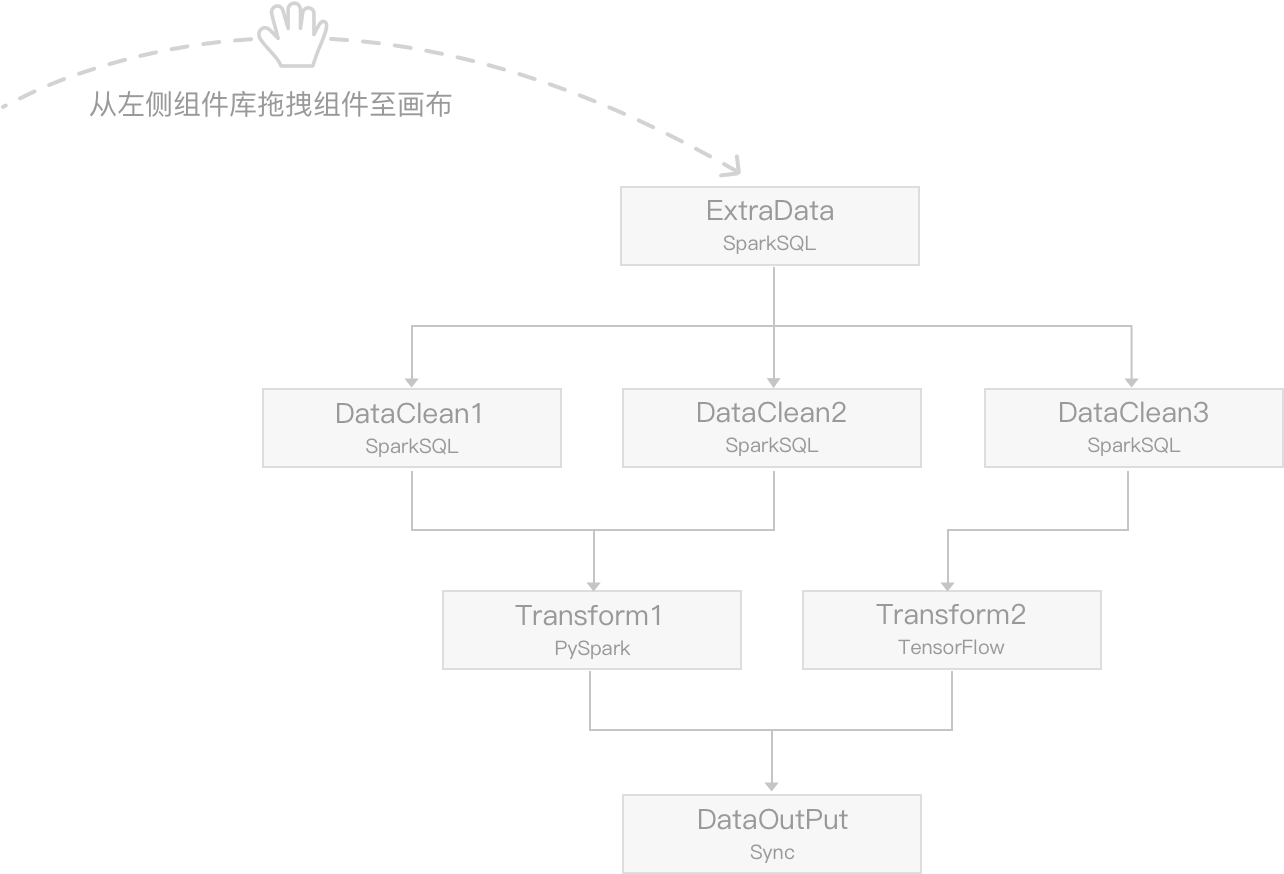 从左侧组件库拖拽组件至画布
ExtraData
SparkSQL
DataClean1
SparkSQL
DataClean2
SparkSQL
DataClean3
SparkSQL
Transform1
PySpark
Transform2
TensorFlow
DataOutPut
Sync